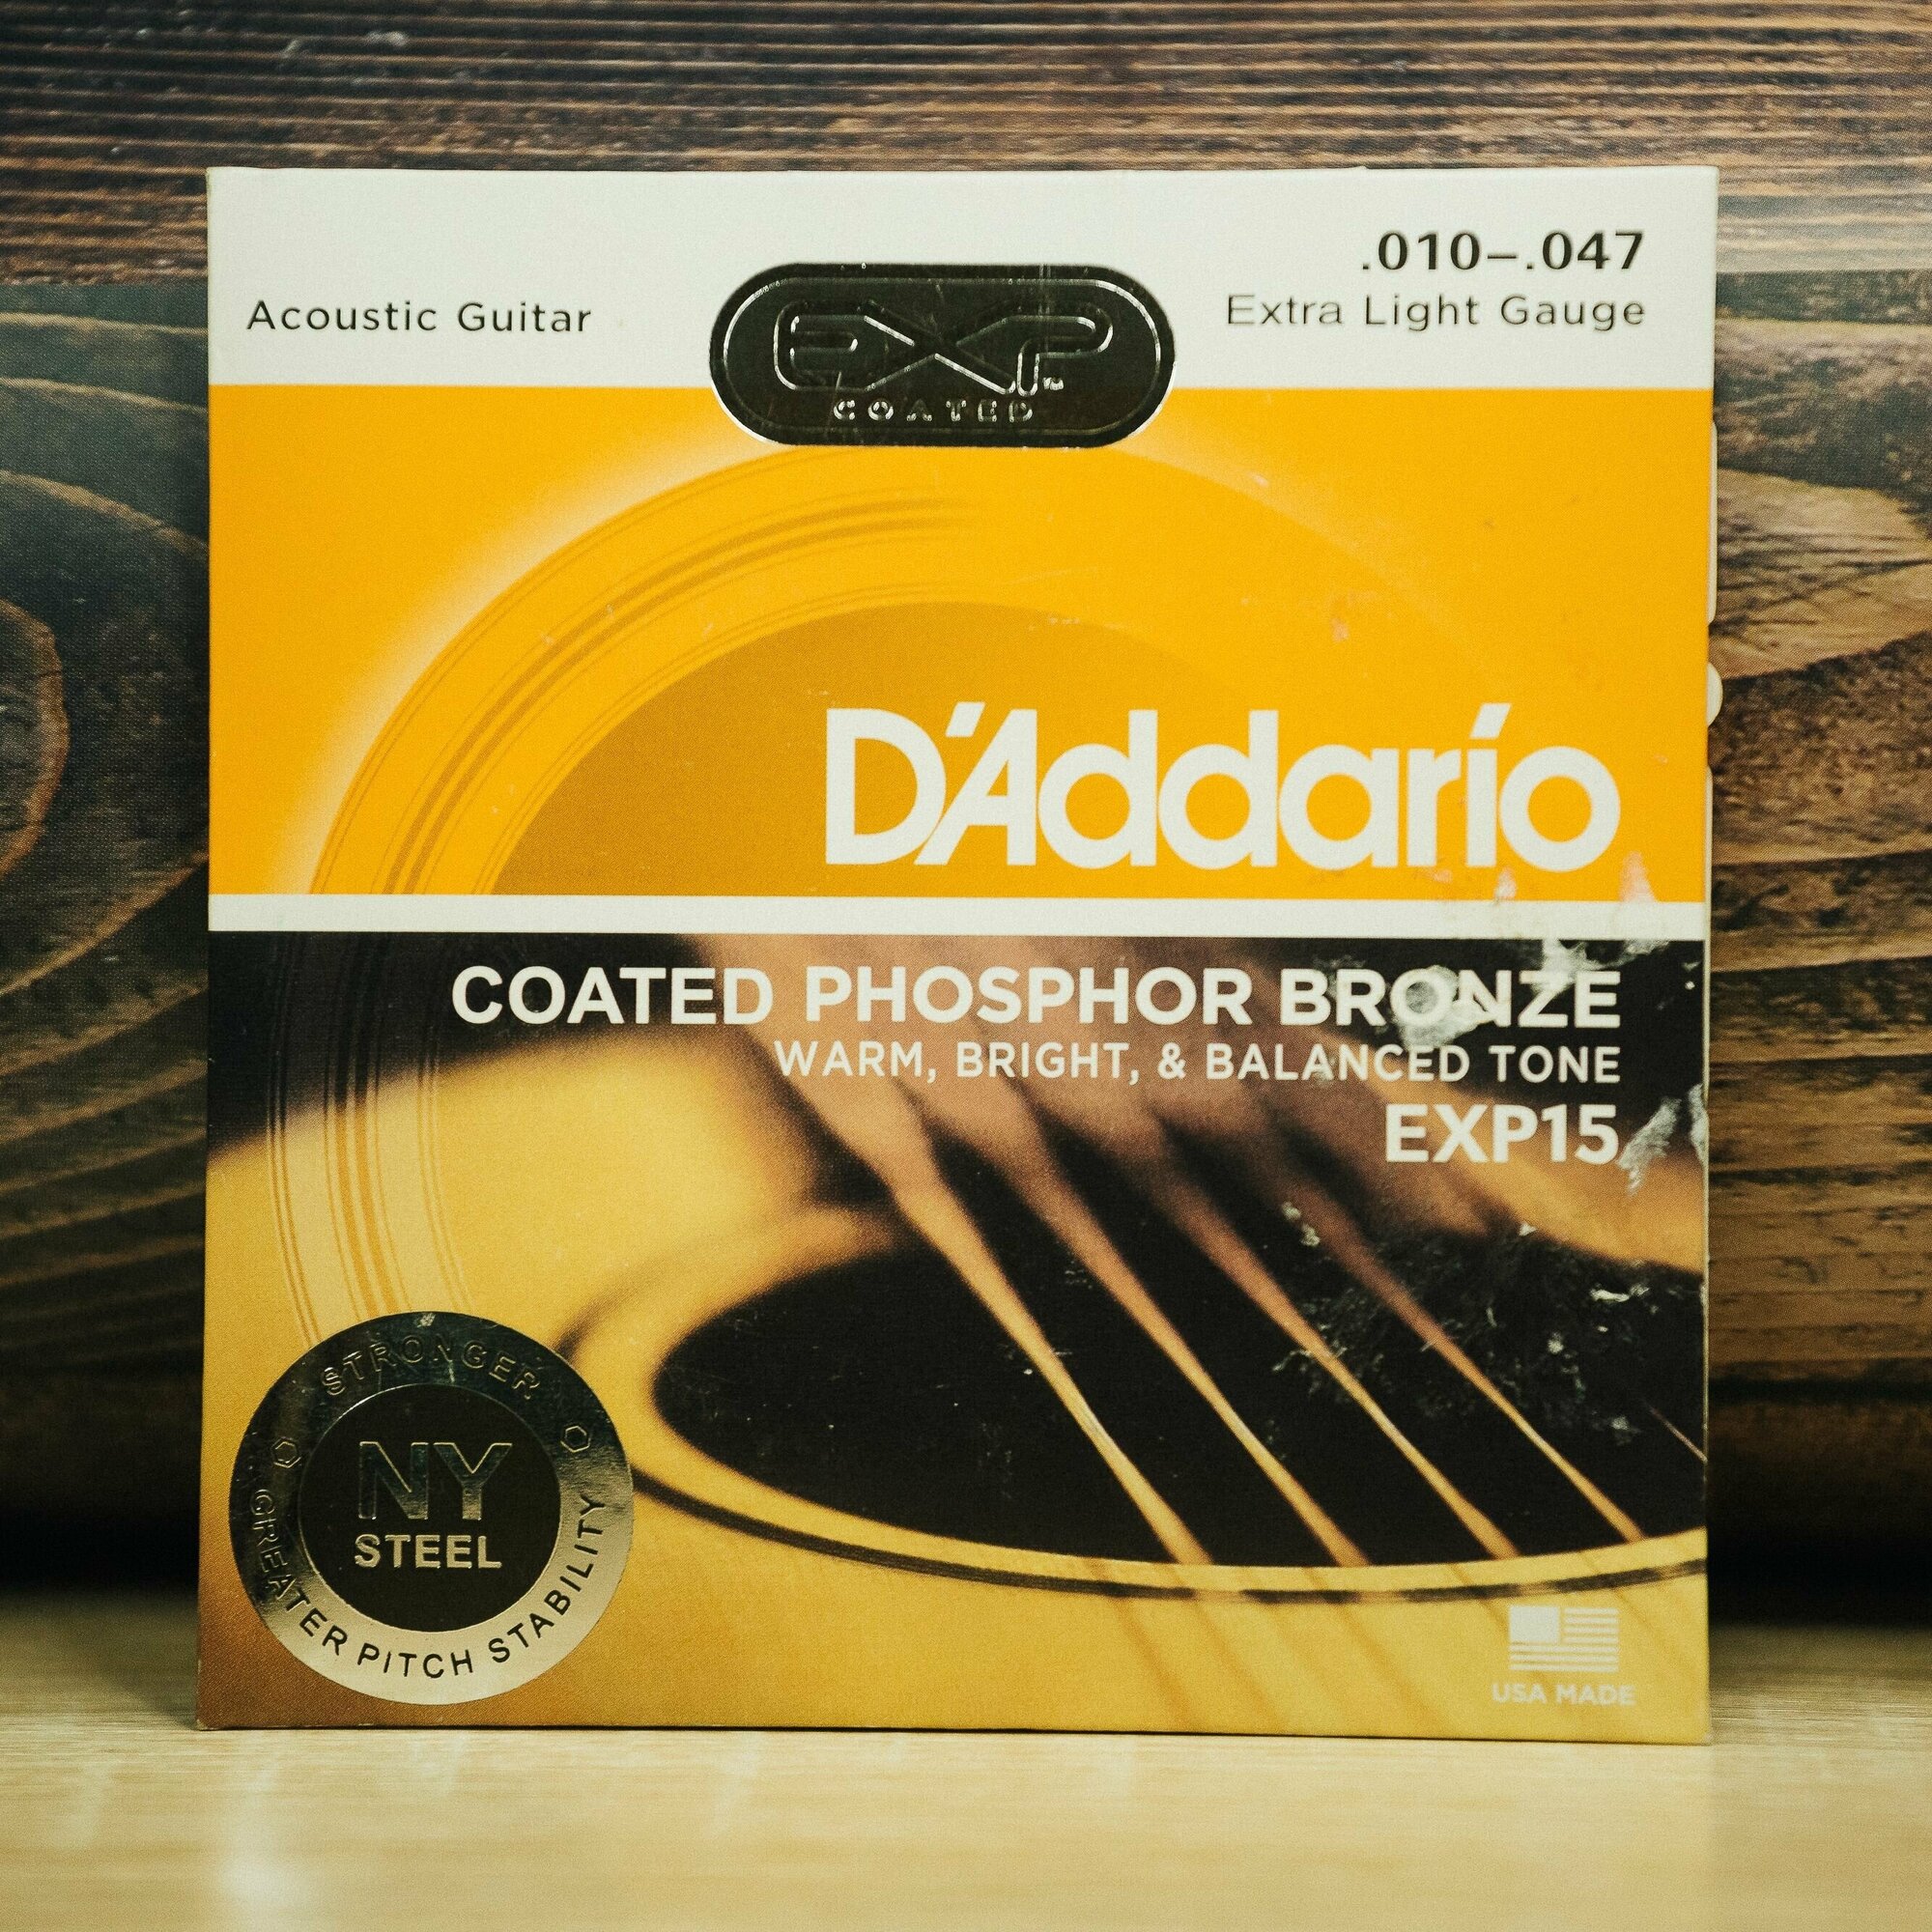 .010–.047
Acoustic Guitar
Extra Light Gauge
EXP™
COATED
D'Addario
COATED PHOSPHOR BRONZE
WARM, BRIGHT, & BALANCED TONE
EXP15
STRONGER
NY
STEEL
GREATER PITCH STABILITY
USA MADE